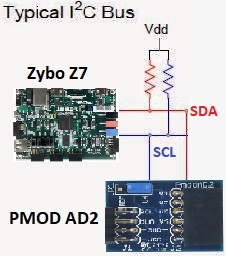 Typical I²C Bus
Vdd
Zybo Z7
SDA
SCL
PMOD AD2